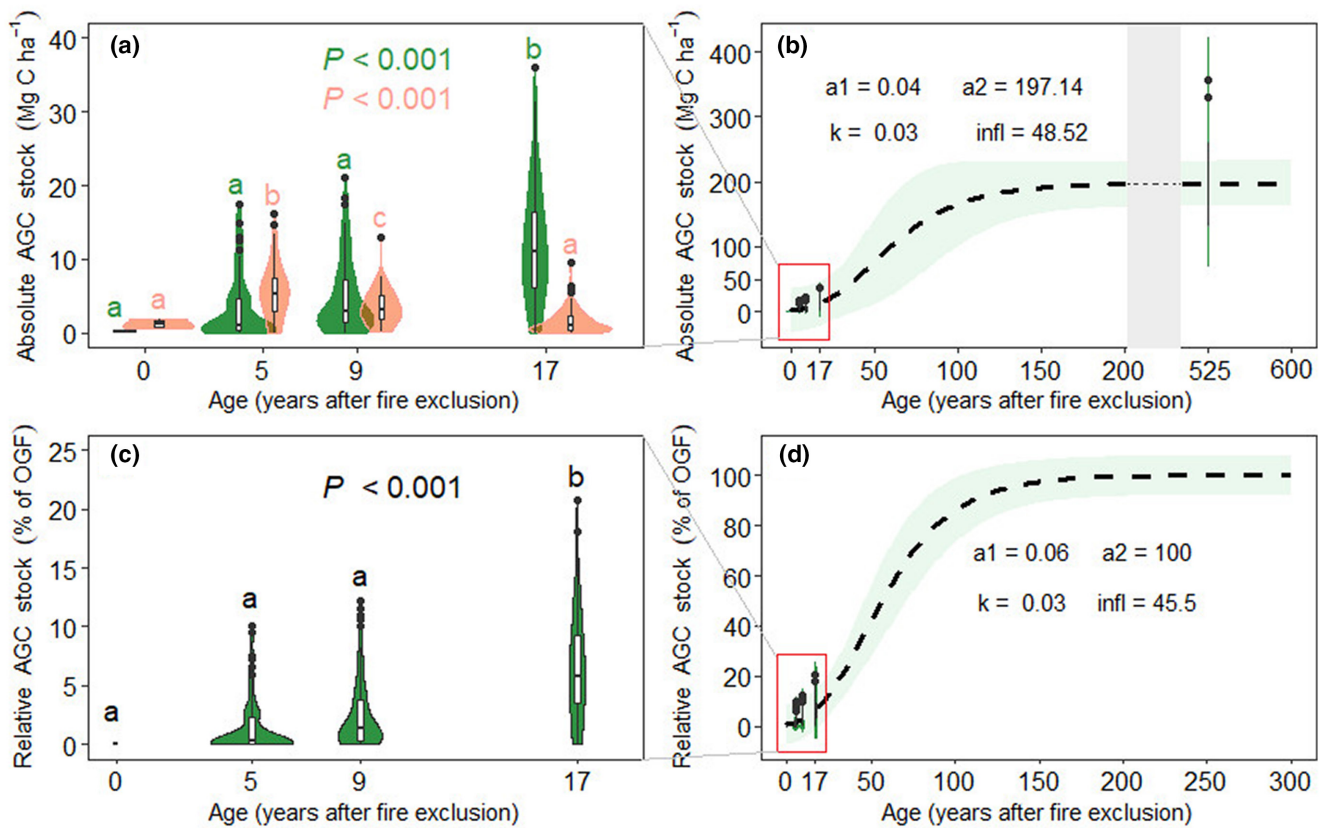 (a)
P < 0.001
P < 0.001
Absolute AGC stock (Mg C ha⁻¹)
40
30
20
10
0
a
a
a
b
a
c
b
a
0 5 9 17
Age (years after fire exclusion)
(b)
a1 = 0.04 a2 = 197.14
k = 0.03 infl = 48.52
Absolute AGC stock (Mg C ha⁻¹)
400
300
200
100
50
0
0 17 50 100 150 200 525 600
Age (years after fire exclusion)
(c)
P < 0.001
Relative AGC stock (% of OGF)
25
20
15
10
5
0
a
a
a
b
0 5 9 17
Age (years after fire exclusion)
(d)
a1 = 0.06 a2 = 100
k = 0.03 infl = 45.5
Relative AGC stock (% of OGF)
100
80
60
40
20
0
0 17 50 100 150 200 250 300
Age (years after fire exclusion)